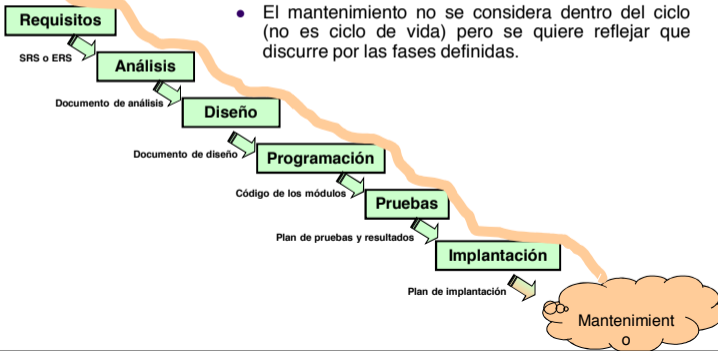 Requisitos
• El mantenimiento no se considera dentro del ciclo
(no es ciclo de vida) pero se quiere reflejar que
discurre por las fases definidas.
SRS o ERS
Análisis
Documento de análisis
Diseño
Documento de diseño
Programación
Código de los módulos
Pruebas
Plan de pruebas y resultados
Implantación
Plan de implantación
Mantenimient
o